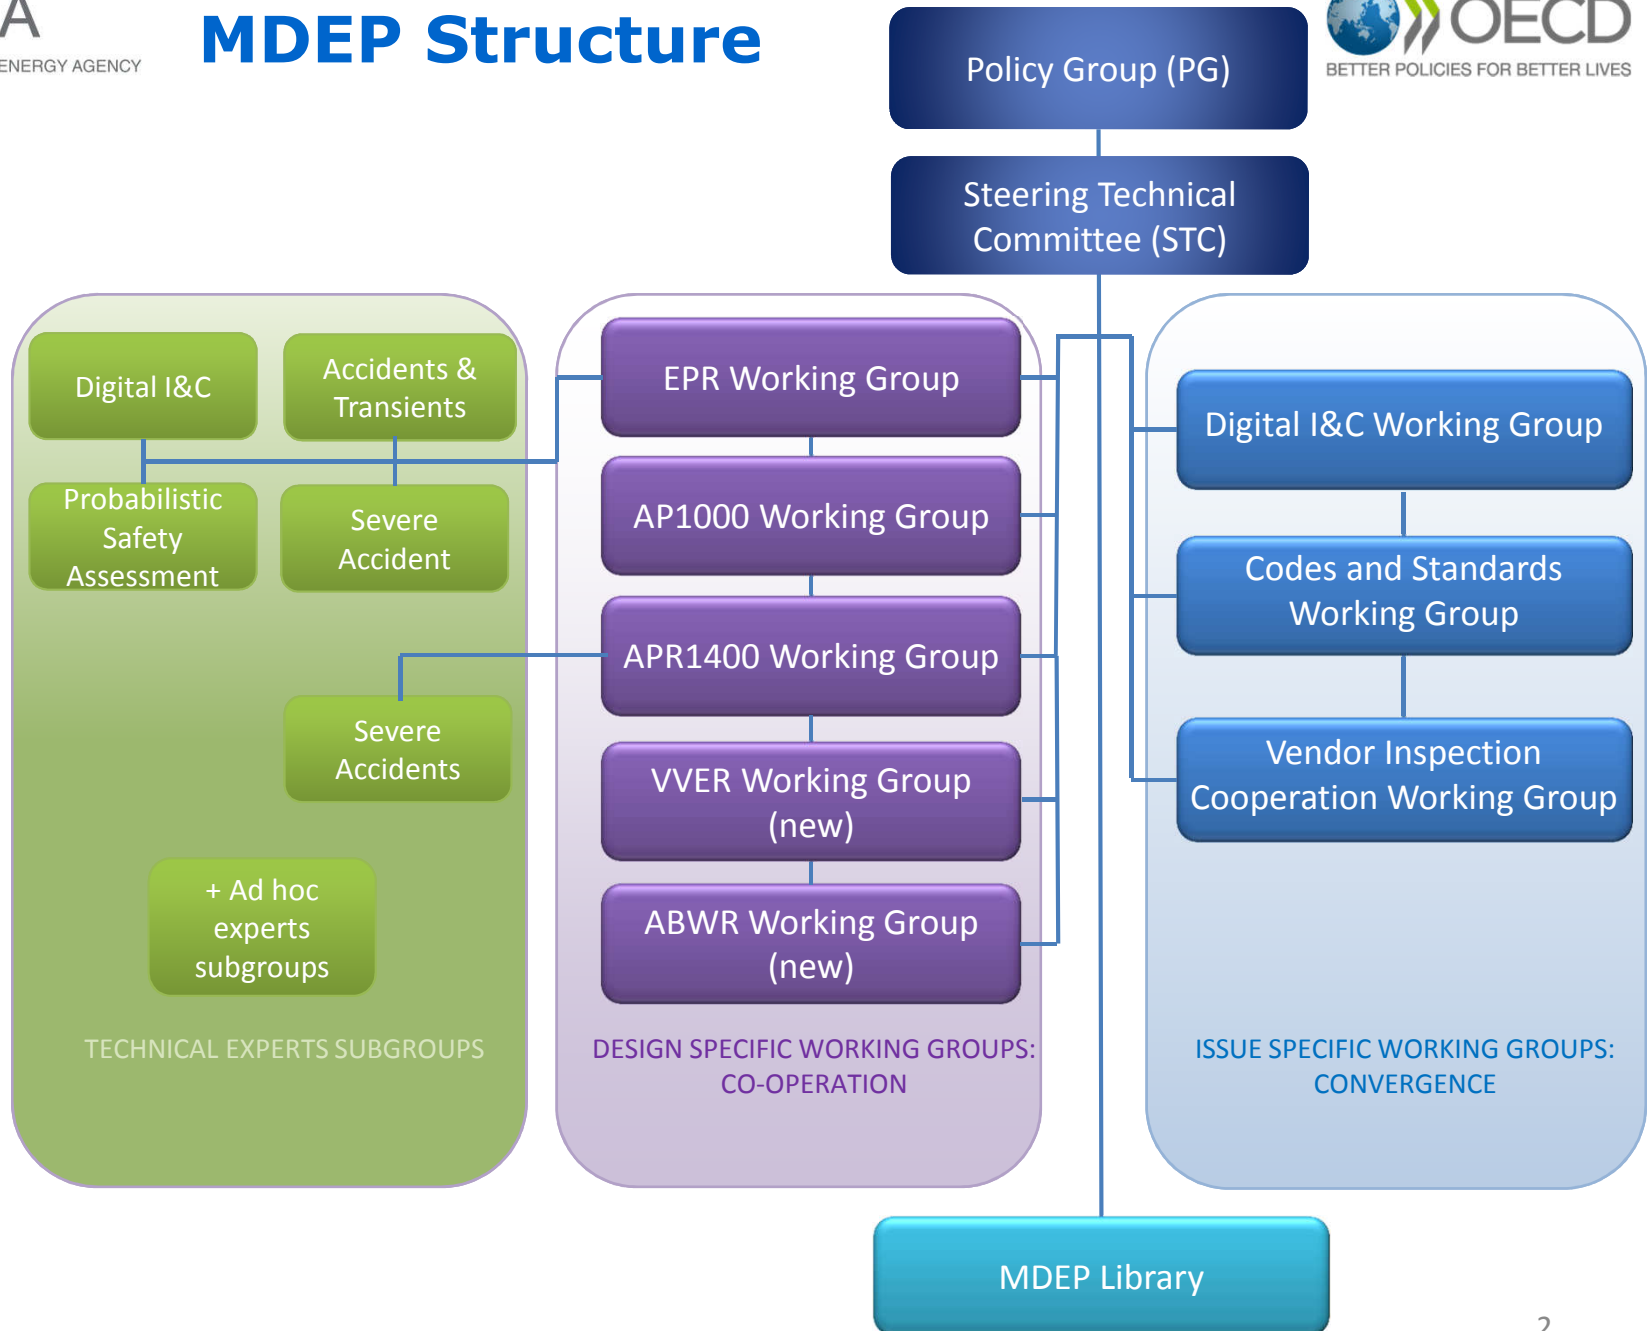 A
ENERGY AGENCY
MDEP Structure
OECD
BETTER POLICIES FOR BETTER LIVES
Policy Group (PG)
Steering Technical
Committee (STC)
Digital I&C
Accidents &
Transients
Probabilistic
Safety
Assessment
Severe
Accident
Severe
Accidents
+ Ad hoc
experts
subgroups
TECHNICAL EXPERTS SUBGROUPS
EPR Working Group
AP1000 Working Group
APR1400 Working Group
VVER Working Group
(new)
ABWR Working Group
(new)
DESIGN SPECIFIC WORKING GROUPS:
CO-OPERATION
Digital I&C Working Group
Codes and Standards
Working Group
Vendor Inspection
Cooperation Working Group
ISSUE SPECIFIC WORKING GROUPS:
CONVERGENCE
MDEP Library
2